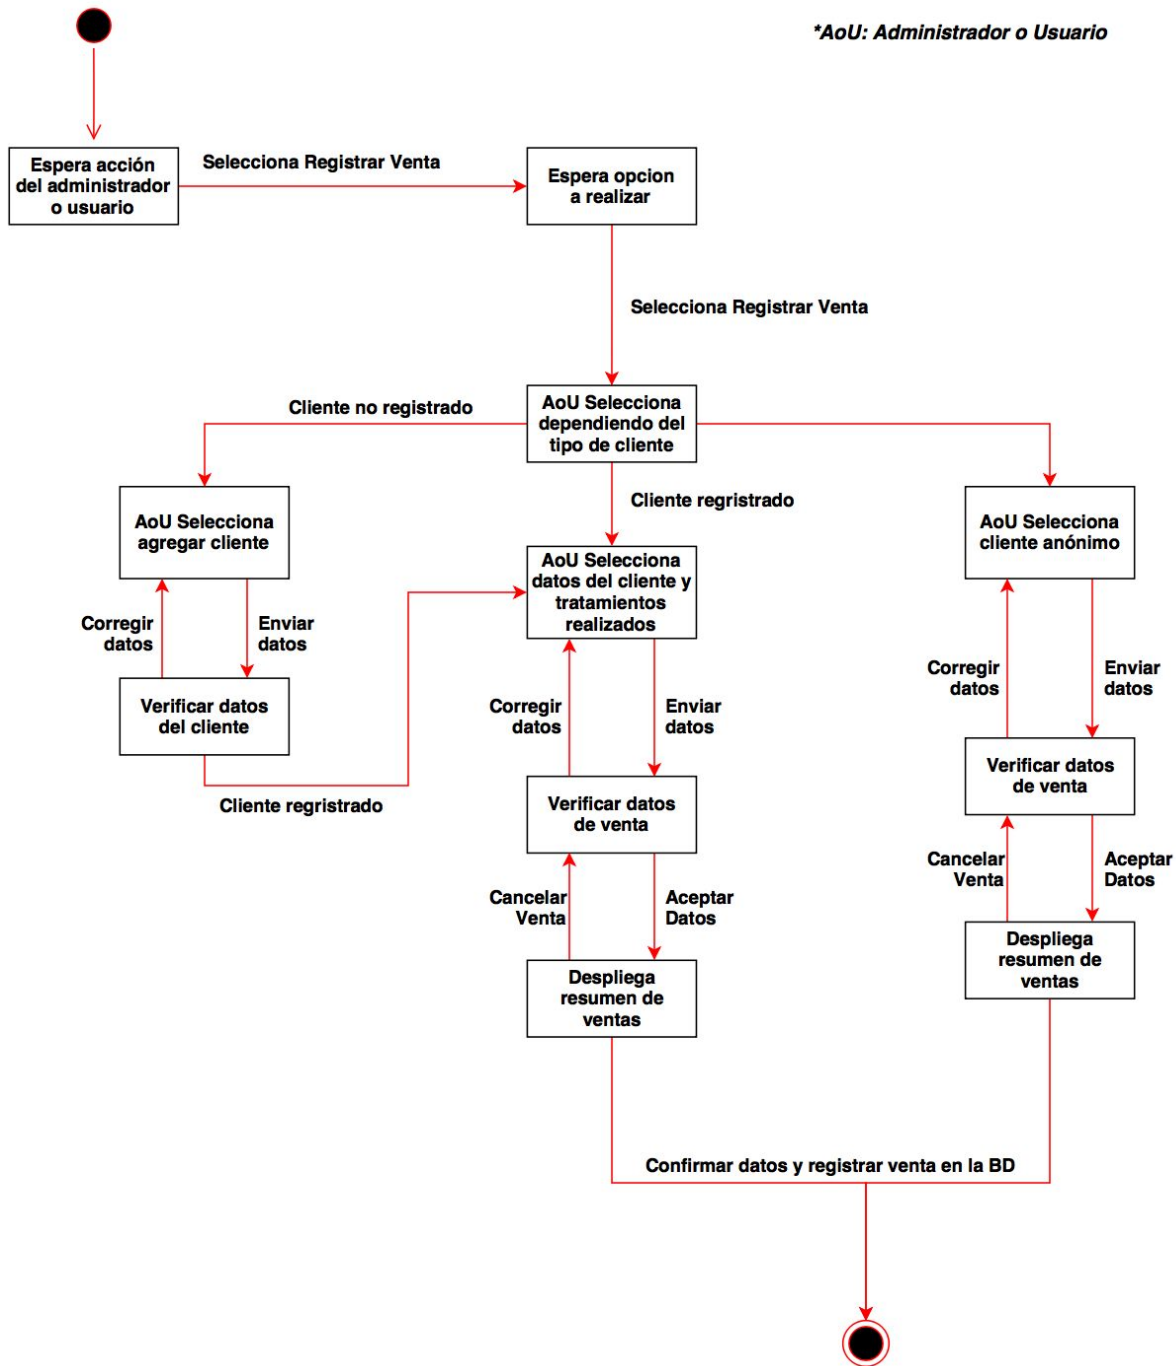 *AoU: Administrador o Usuario
Espera acción
del administrador
o usuario
Selecciona Registrar Venta
Espera opcion
a realizar
Selecciona Registrar Venta
Cliente no registrado
AoU Selecciona
dependiendo del
tipo de cliente
Cliente regristrado
AoU Selecciona
agregar cliente
AoU Selecciona
datos del cliente y
tratamientos
realizados
AoU Selecciona
cliente anónimo
Corregir
datos
Enviar
datos
Verificar datos
del cliente
Cliente regristrado
Corregir
datos
Enviar
datos
Corregir
datos
Enviar
datos
Verificar datos
de venta
Verificar datos
de venta
Cancelar
Venta
Aceptar
Datos
Cancelar
Venta
Aceptar
Datos
Despliega
resumen de
ventas
Despliega
resumen de
ventas
Confirmar datos y registrar venta en la BD